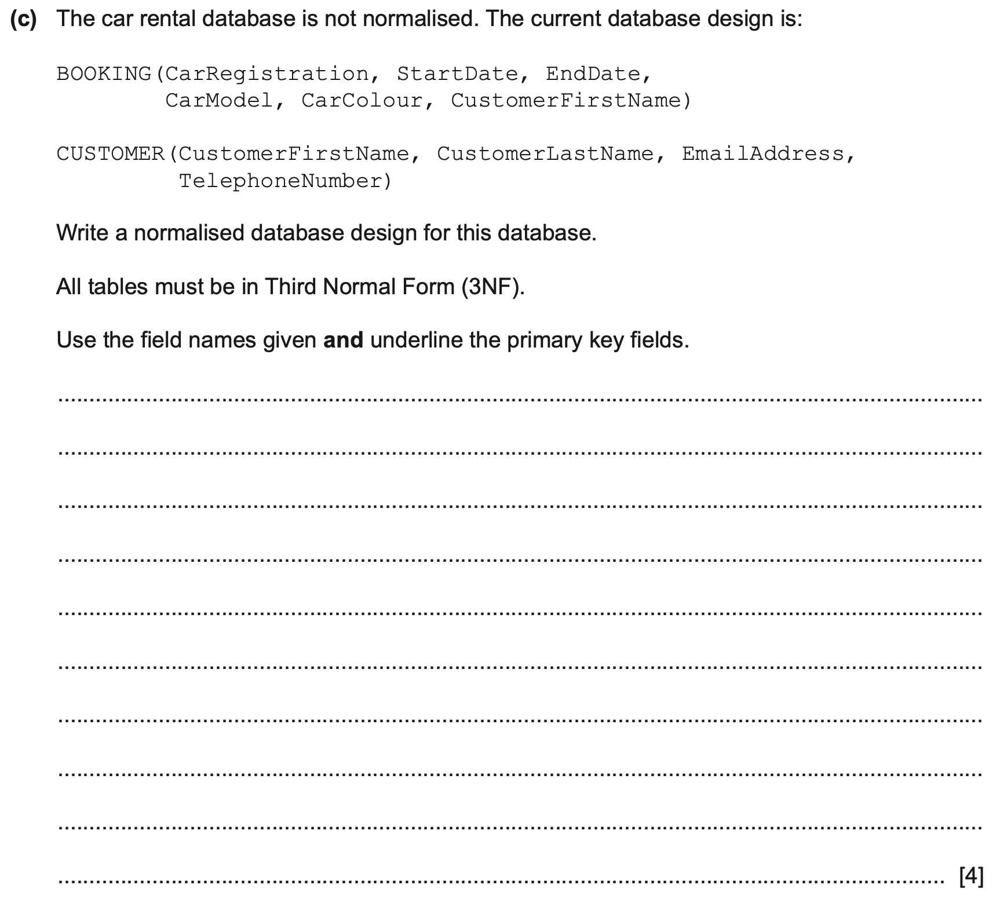 (c) The car rental database is not normalised. The current database design is:
BOOKING(CarRegistration, StartDate, EndDate,
CarModel, CarColour, CustomerFirstName)
CUSTOMER(CustomerFirstName, CustomerLastName, EmailAddress,
TelephoneNumber)
Write a normalised database design for this database.
All tables must be in Third Normal Form (3NF).
Use the field names given and underline the primary key fields.
[4]